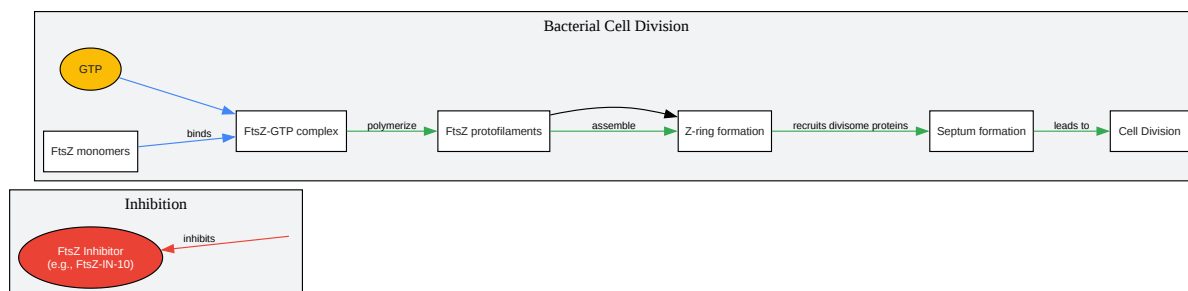 Bacterial Cell Division
GTP
FtsZ monomers
binds
FtsZ-GTP complex
polymerize
FtsZ protofilaments
assemble
Z-ring formation
recruits divisome proteins
Septum formation
leads to
Cell Division
Inhibition
FtsZ Inhibitor
(e.g., FtsZ-IN-10)
inhibits